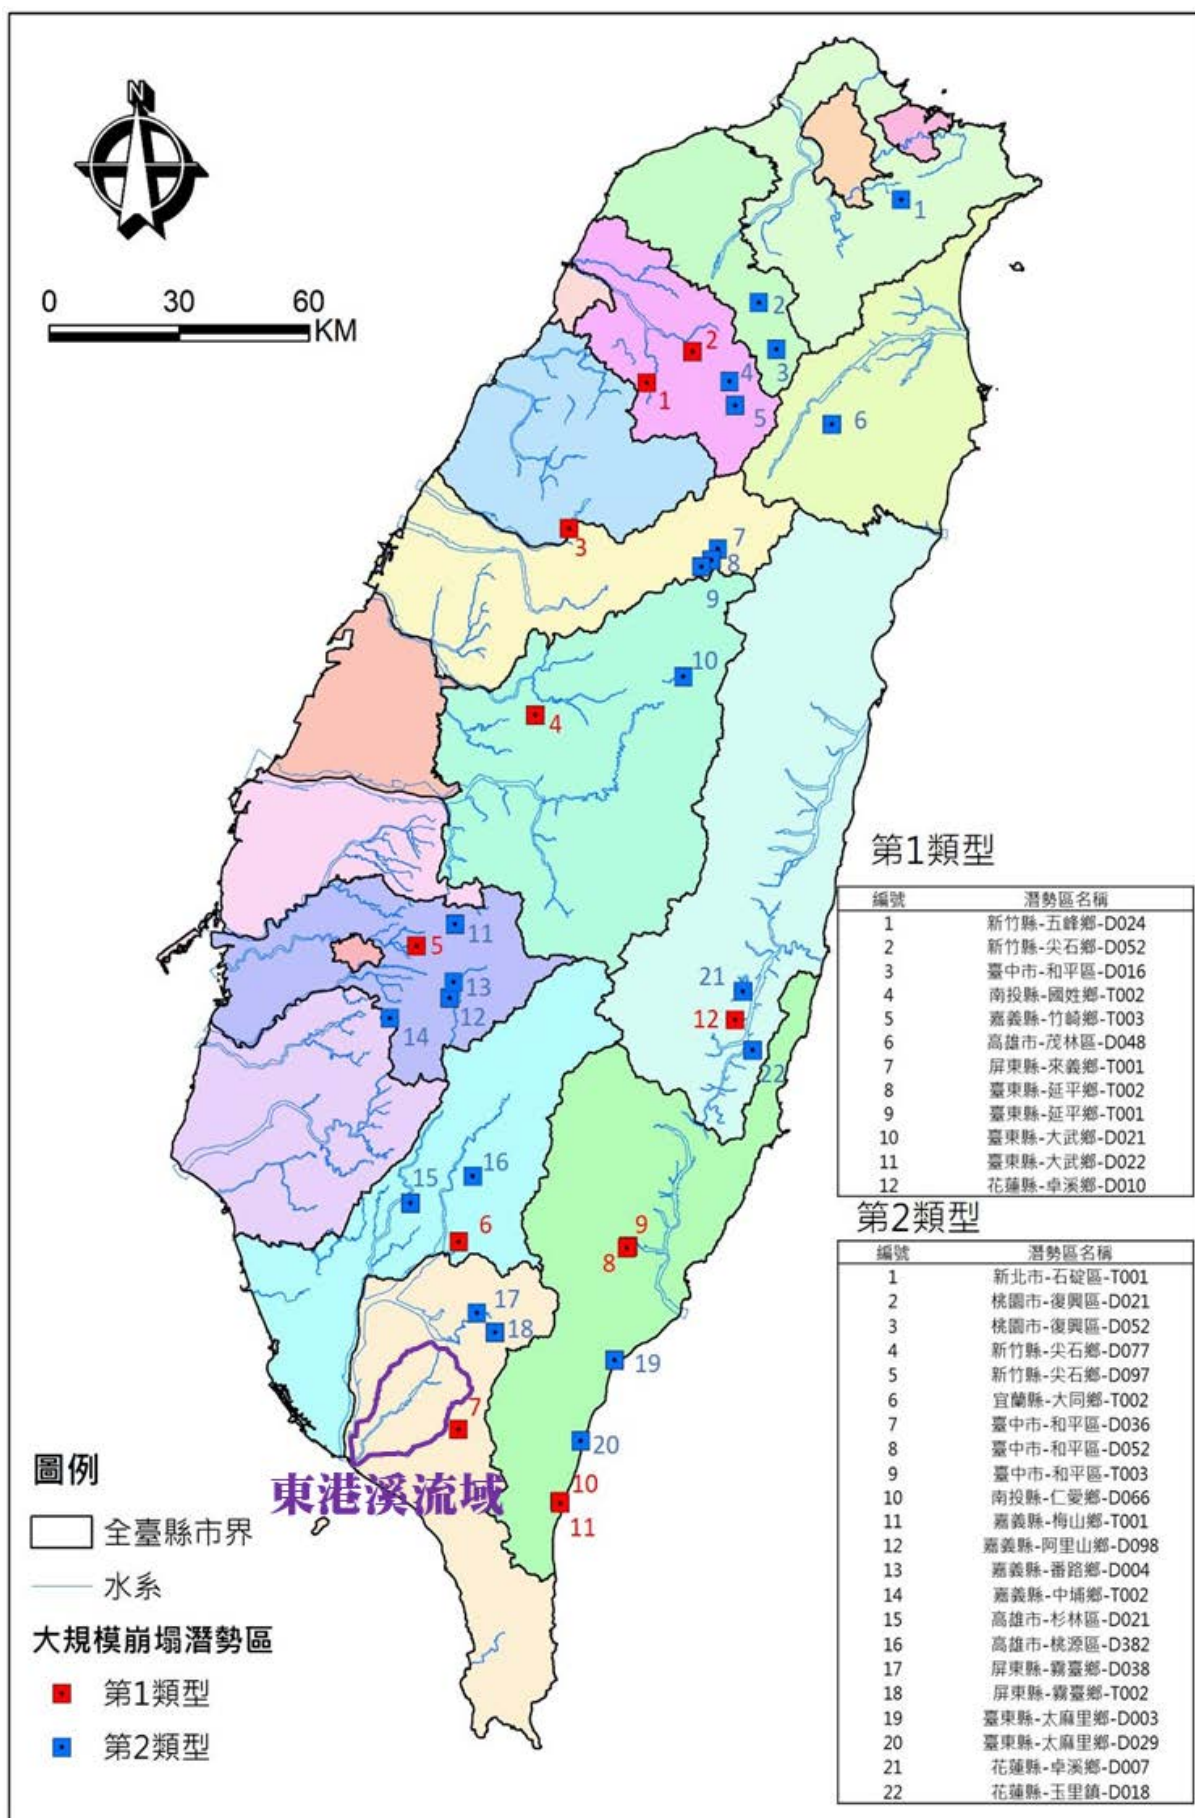 N
0 30 60
KM
1
2
3
2
1
4
5
6
3
7
8
9
10
4
第1類型
編號 潛勢區名稱
1 新竹縣-五峰鄉-D024
2 新竹縣-尖石鄉-D052
3 臺中市-和平區-D016
4 南投縣-國姓鄉-T002
5 嘉義縣-竹崎鄉-T003
6 高雄市-茂林區-D048
7 屏東縣-來義鄉-T001
8 臺東縣-延平鄉-T002
9 臺東縣-延平鄉-T001
10 臺東縣-大武鄉-D021
11 臺東縣-大武鄉-D022
12 花蓮縣-卓溪鄉-D010
11
5
13
12
14
21
12
22
15
16
6
9
8
17
18
19
7
20
10
11
東港溪流域
第2類型
編號 潛勢區名稱
1 新北市-石碇區-T001
2 桃園市-復興區-D021
3 桃園市-復興區-D052
4 新竹縣-尖石鄉-D077
5 新竹縣-尖石鄉-D097
6 宜蘭縣-大同鄉-T002
7 臺中市-和平區-D036
8 臺中市-和平區-D052
9 臺中市-和平區-T003
10 南投縣-仁愛鄉-D066
11 嘉義縣-梅山鄉-T001
12 嘉義縣-阿里山鄉-D098
13 嘉義縣-番路鄉-D004
14 嘉義縣-中埔鄉-T002
15 高雄市-杉林區-D021
16 高雄市-桃源區-D382
17 屏東縣-霧臺鄉-D038
18 屏東縣-霧臺鄉-T002
19 臺東縣-太麻里鄉-D003
20 臺東縣-太麻里鄉-D029
21 花蓮縣-卓溪鄉-D007
22 花蓮縣-玉里鎮-D018
圖例
全臺縣市界
水系
大規模崩塌潛勢區
第1類型
第2類型